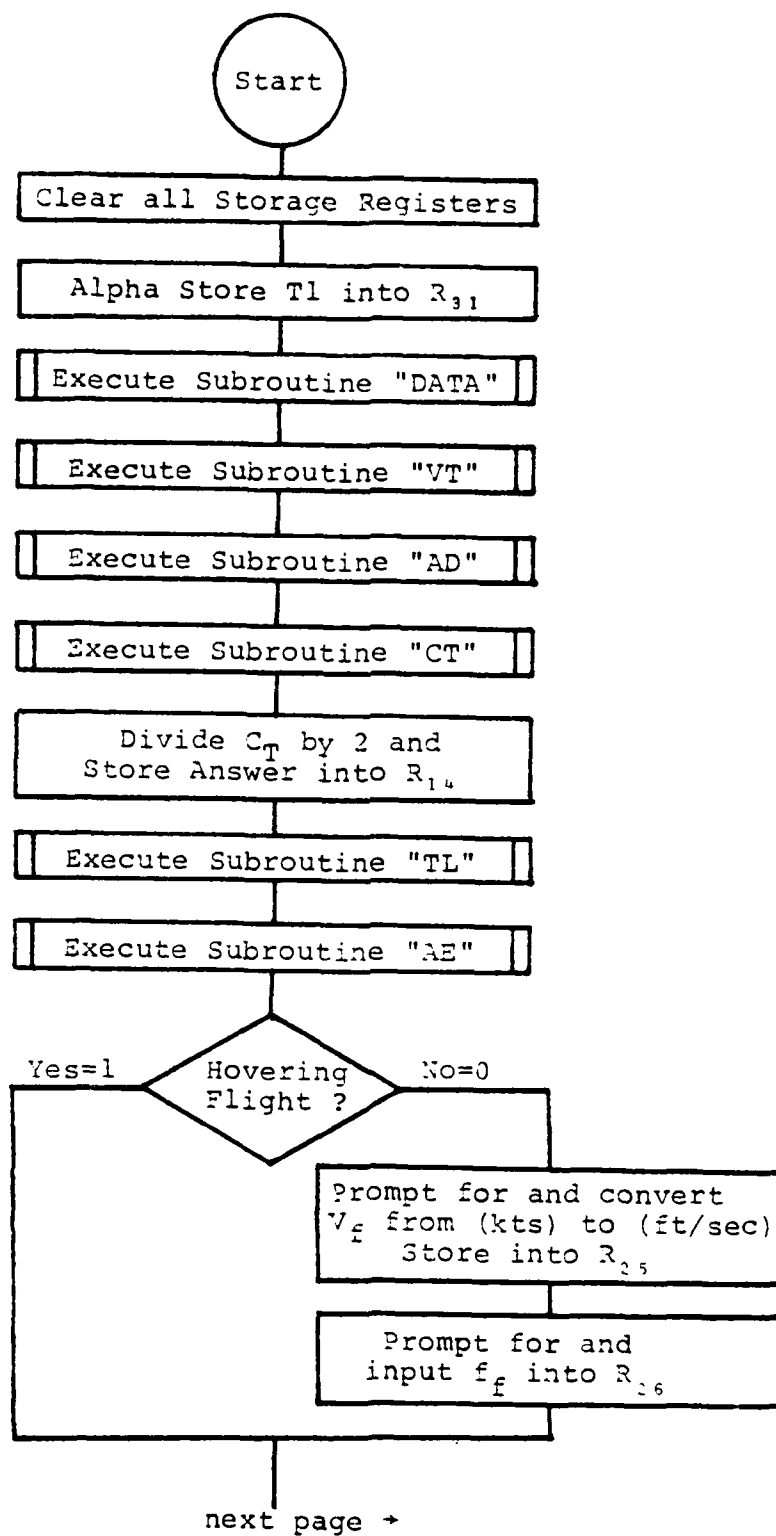 Start
Clear all Storage Registers
Alpha Store T1 into R₃₁
Execute Subroutine "DATA"
Execute Subroutine "VT"
Execute Subroutine "AD"
Execute Subroutine "CT"
Divide C_T by 2 and
Store Answer into R₁₄
Execute Subroutine "TL"
Execute Subroutine "AE"
Hovering
Flight ?
Yes=1
No=0
Prompt for and convert
V_f from (kts) to (ft/sec)
Store into R₂₅
Prompt for and
input f_f into R₂₆
next page →